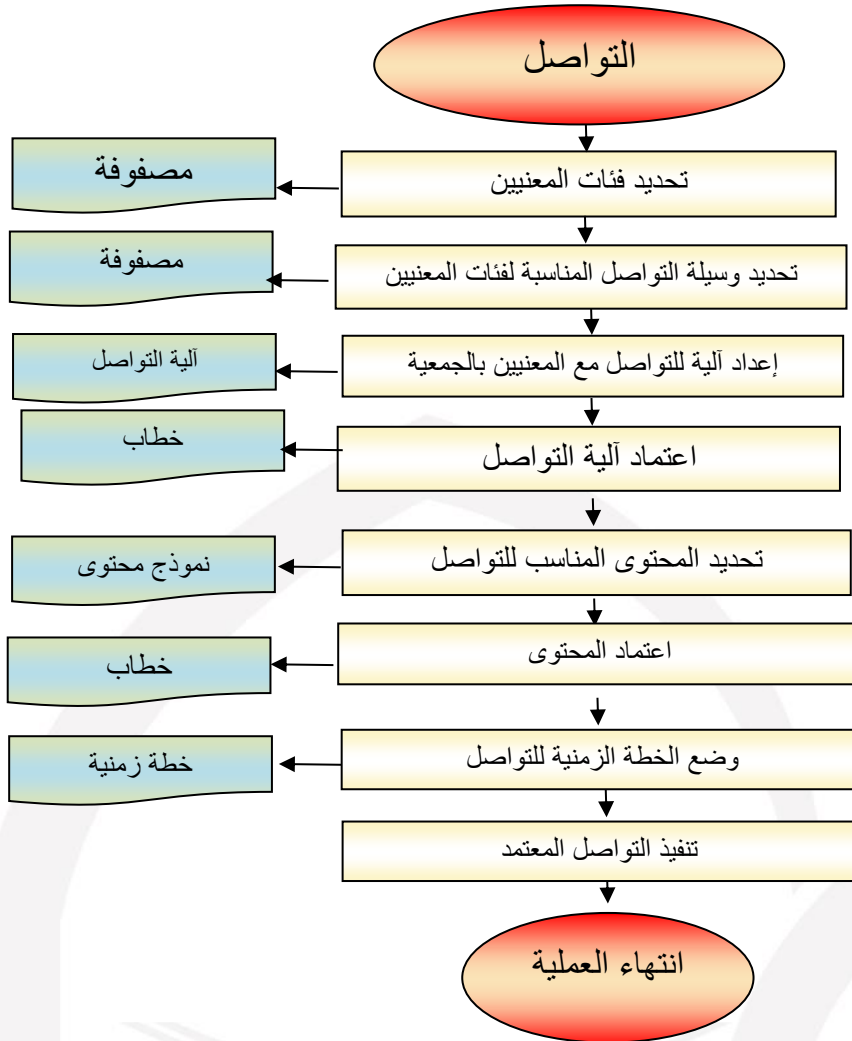 التواصل
تحديد فئات المعنيين
مصفوفة
تحديد وسيلة التواصل المناسبة لفئات المعنيين
مصفوفة
إعداد آلية للتواصل مع المعنيين بالجمعية
آلية التواصل
اعتماد آلية التواصل
خطاب
تحديد المحتوى المناسب للتواصل
نموذج محتوى
اعتماد المحتوى
خطاب
وضع الخطة الزمنية للتواصل
خطة زمنية
تنفيذ التواصل المعتمد
انتهاء العملية